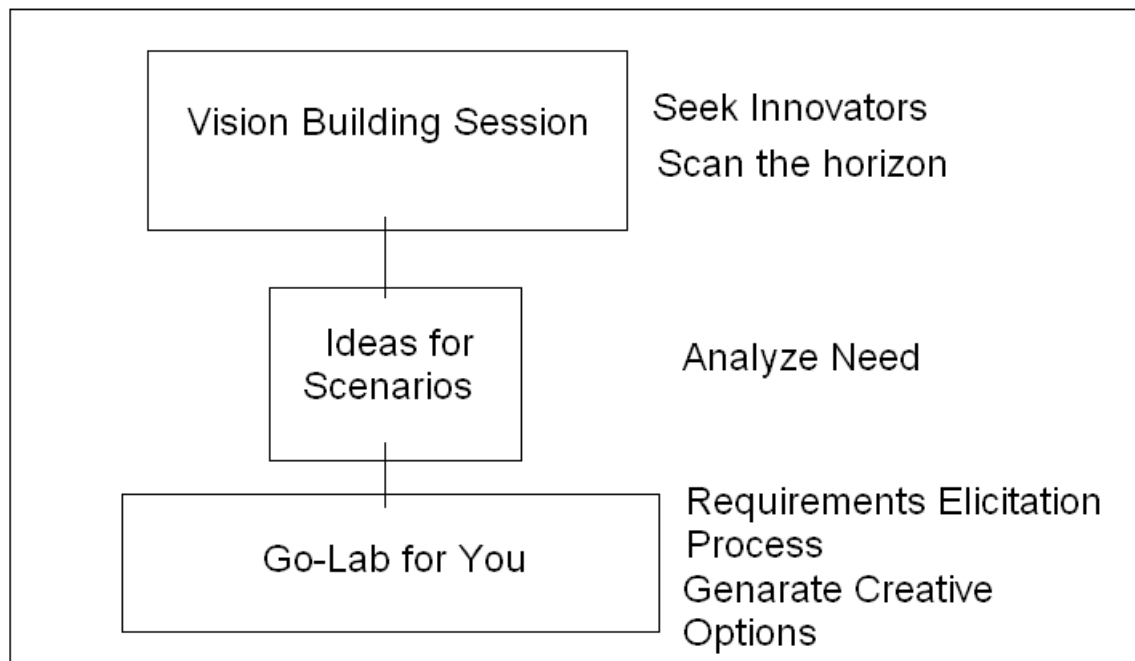 Vision Building Session
Seek Innovators
Scan the horizon
Ideas for
Scenarios
Analyze Need
Go-Lab for You
Requirements Elicitation
Process
Genarate Creative
Options